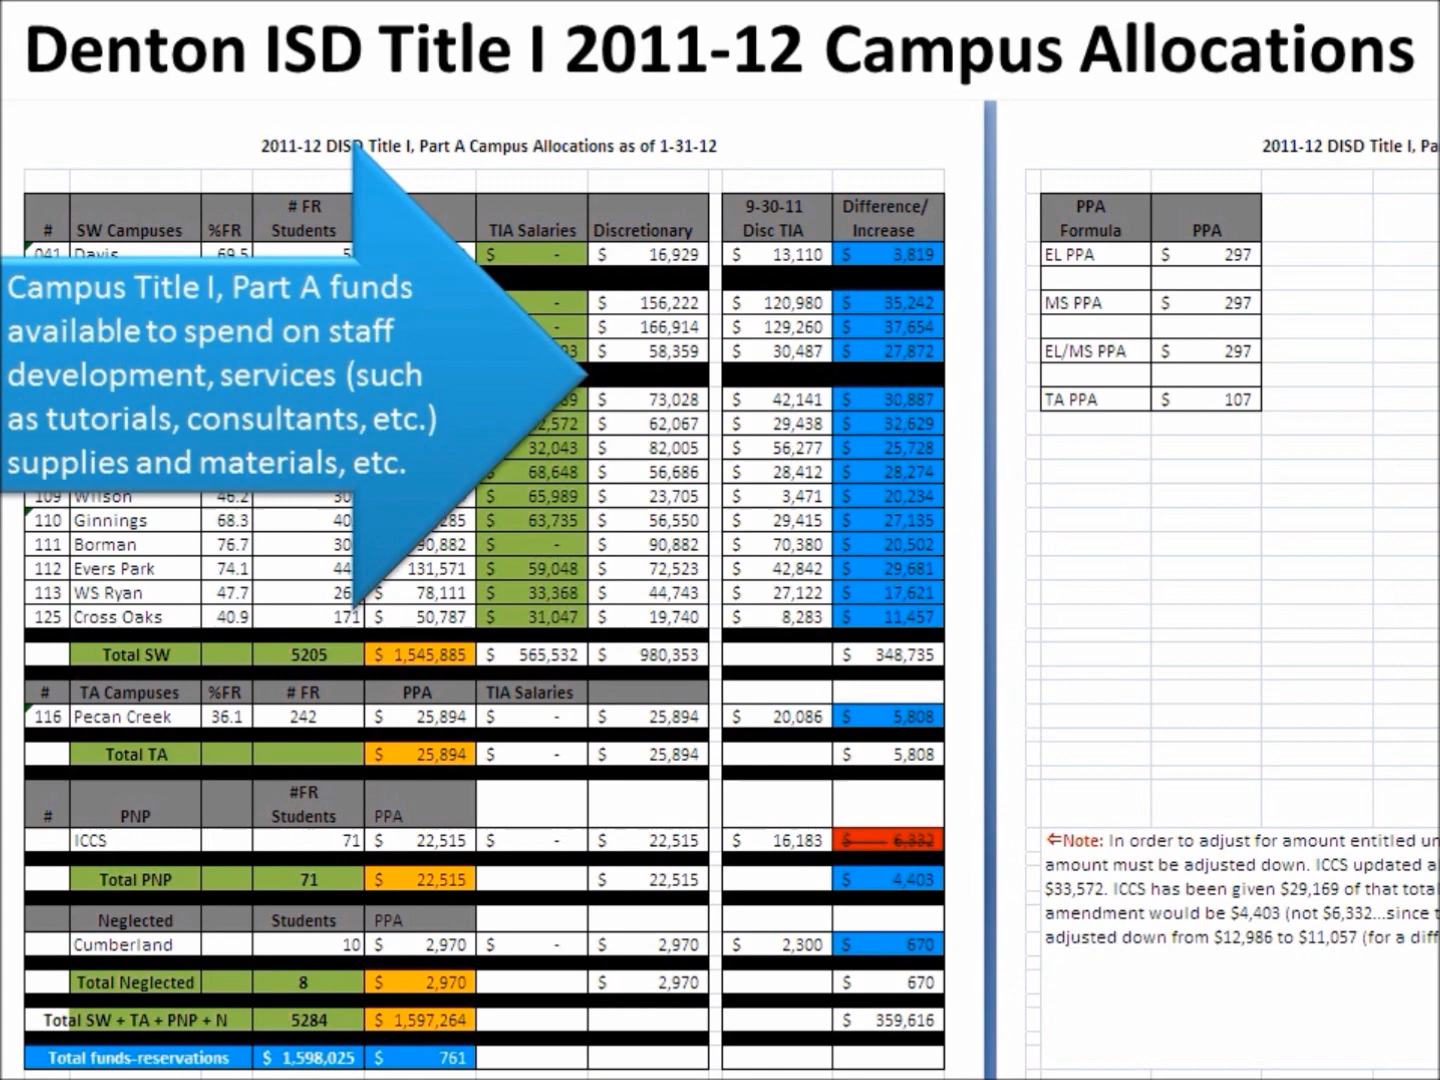 Denton ISD Title I 2011-12 Campus Allocations
2011-12 DISD Title I, Part A Campus Allocations as of 1-31-12
# SW Campuses %FR # FR Students TIA Salaries Discretionary 9-30-11 Disc TIA Difference/ Increase
041 Davis 69.5 5 $ - $ 16,929 $ 13,110 $ 3,819
- $ 156,222 $ 120,980 $ 35,242
- $ 166,914 $ 129,260 $ 37,654
93 $ 58,359 $ 30,487 $ 27,872
89 $ 73,028 $ 42,141 $ 30,887
2,572 $ 62,067 $ 29,438 $ 32,629
32,043 $ 82,005 $ 56,277 $ 25,728
$ 68,648 $ 56,686 $ 28,412 $ 28,274
109 Wilson 46.2 30 $ 65,989 $ 23,705 $ 3,471 $ 20,234
110 Ginnings 68.3 40 285 $ 63,735 $ 56,550 $ 29,415 $ 27,135
111 Borman 76.7 30 90,882 $ - $ 90,882 $ 70,380 $ 20,502
112 Evers Park 74.1 44 131,571 $ 59,048 $ 72,523 $ 42,842 $ 29,681
113 WS Ryan 47.7 26 $ 78,111 $ 33,368 $ 44,743 $ 27,122 $ 17,621
125 Cross Oaks 40.9 171 $ 50,787 $ 31,047 $ 19,740 $ 8,283 $ 11,457
Total SW 5205 $ 1,545,885 $ 565,532 $ 980,353 $ 348,735
# TA Campuses %FR # FR PPA TIA Salaries
116 Pecan Creek 36.1 242 $ 25,894 $ - $ 25,894 $ 20,086 $ 5,808
Total TA $ 25,894 $ - $ 25,894 $ 5,808
# PNP #FR Students PPA
ICCS 71 $ 22,515 $ - $ 22,515 $ 16,183 $ 6,332
Total PNP 71 $ 22,515 $ 22,515 $ 4,403
Neglected Students PPA
Cumberland 10 $ 2,970 $ - $ 2,970 $ 2,300 $ 670
Total Neglected 8 $ 2,970 $ 2,970 $ 670
Total SW + TA + PNP + N 5284 $ 1,597,264 $ 359,616
Total funds-reservations $ 1,598,025 $ 761
Campus Title I, Part A funds
available to spend on staff
development, services (such
as tutorials, consultants, etc.)
supplies and materials, etc.
2011-12 DISD Title I, Pa
PPA Formula PPA
EL PPA $ 297
MS PPA $ 297
EL/MS PPA $ 297
TA PPA $ 107
⇐Note: In order to adjust for amount entitled un
amount must be adjusted down. ICCS updated a
$33,572. ICCS has been given $29,169 of that total
amendment would be $4,403 (not $6,332...since t
adjusted down from $12,986 to $11,057 (for a diff